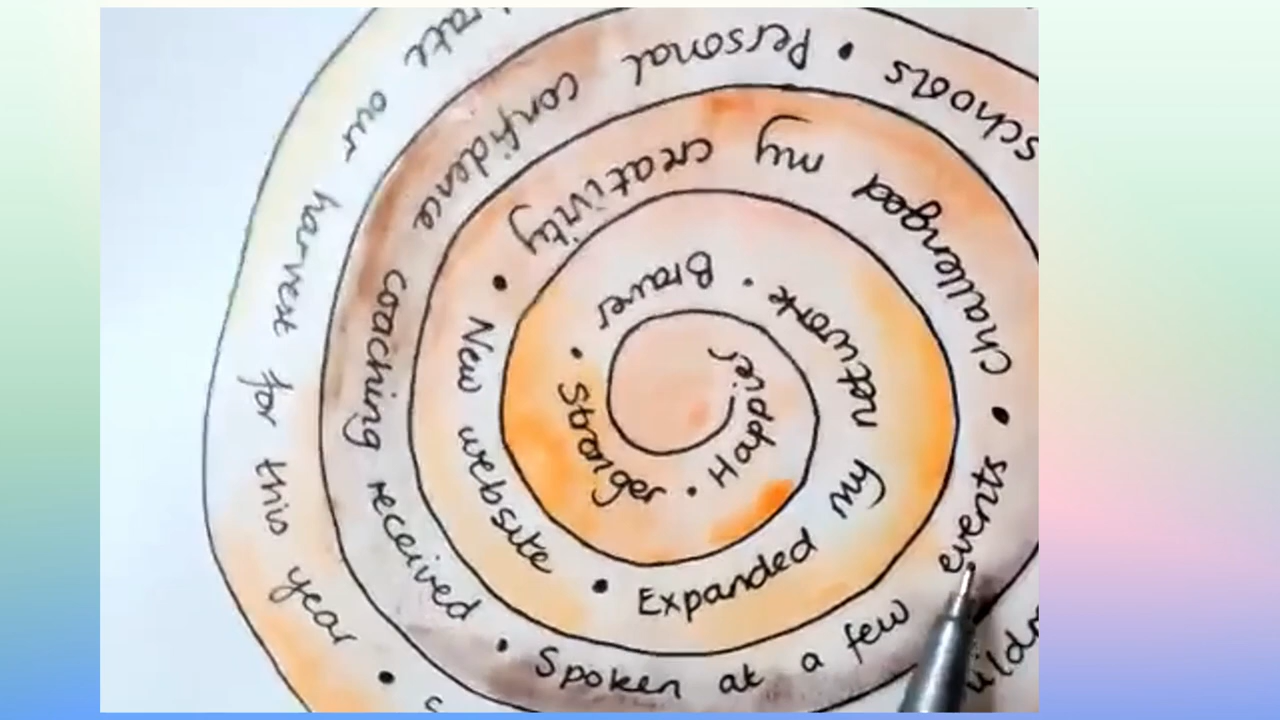 our harvest for this year •
schools • Personal confidence coaching received •
Spoken at a few events • challenged my creativity •
New website • Expanded my network •
Braver • Stronger • Happier